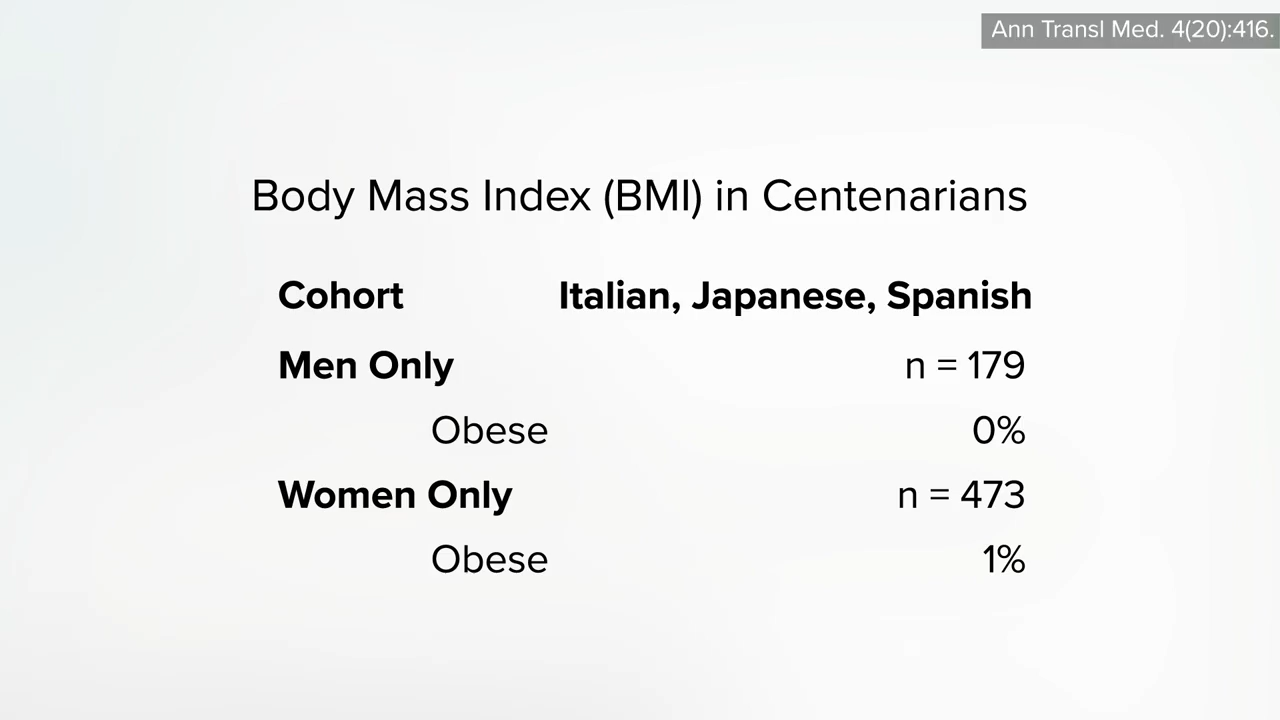 Ann Transl Med. 4(20):416.
Body Mass Index (BMI) in Centenarians
Cohort Italian, Japanese, Spanish
Men Only n = 179
Obese 0%
Women Only n = 473
Obese 1%